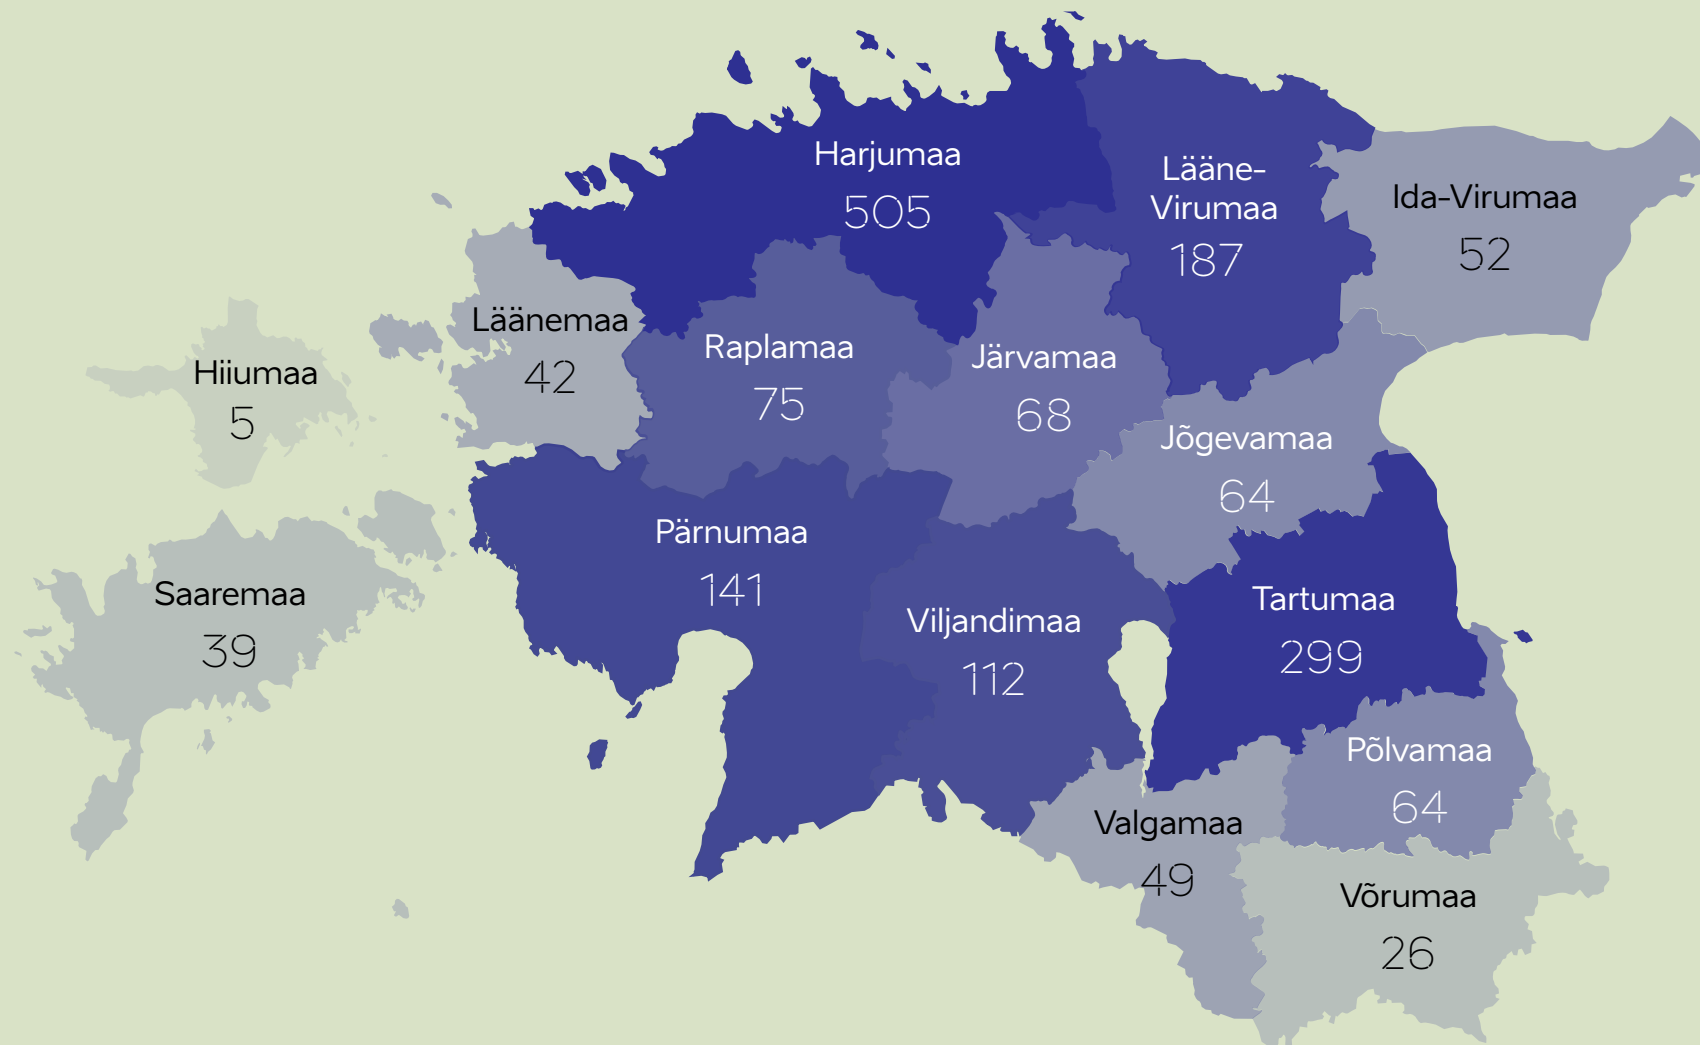 Harjumaa
505
Lääne-
Virumaa
187
Ida-Virumaa
52
Läänemaa
42
Hiiumaa
5
Raplamaa
75
Järvamaa
68
Jõgevamaa
64
Pärnumaa
141
Saaremaa
39
Viljandimaa
112
Tartumaa
299
Põlvamaa
64
Valgamaa
49
Võrumaa
26